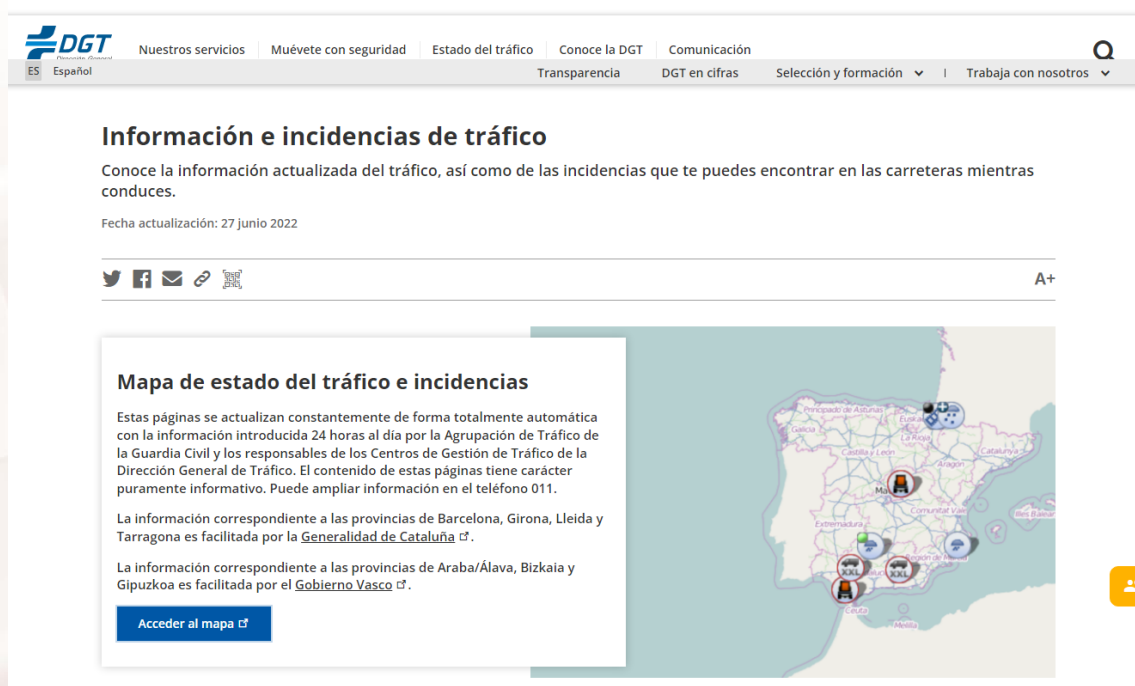 DGT
Dirección General
Nuestros servicios
Muévete con seguridad
Estado del tráfico
Conoce la DGT
Comunicación
ES Español
Transparencia
DGT en cifras
Selección y formación
Trabaja con nosotros
Información e incidencias de tráfico
Conoce la información actualizada del tráfico, así como de las incidencias que te puedes encontrar en las carreteras mientras
conduces.
Fecha actualización: 27 junio 2022
A+
Mapa de estado del tráfico e incidencias
Estas páginas se actualizan constantemente de forma totalmente automática
con la información introducida 24 horas al día por la Agrupación de Tráfico de
la Guardia Civil y los responsables de los Centros de Gestión de Tráfico de la
Dirección General de Tráfico. El contenido de estas páginas tiene carácter
puramente informativo. Puede ampliar información en el teléfono 011.
La información correspondiente a las provincias de Barcelona, Girona, Lleida y
Tarragona es facilitada por la Generalidad de Cataluña.
La información correspondiente a las provincias de Araba/Álava, Bizkaia y
Gipuzkoa es facilitada por el Gobierno Vasco.
Acceder al mapa
Principado de Asturias
Galicia
La Rioja
Castilla y León
Catalunya
Aragon
Extremadura
XXL
XXL
Ceuta
Melilla